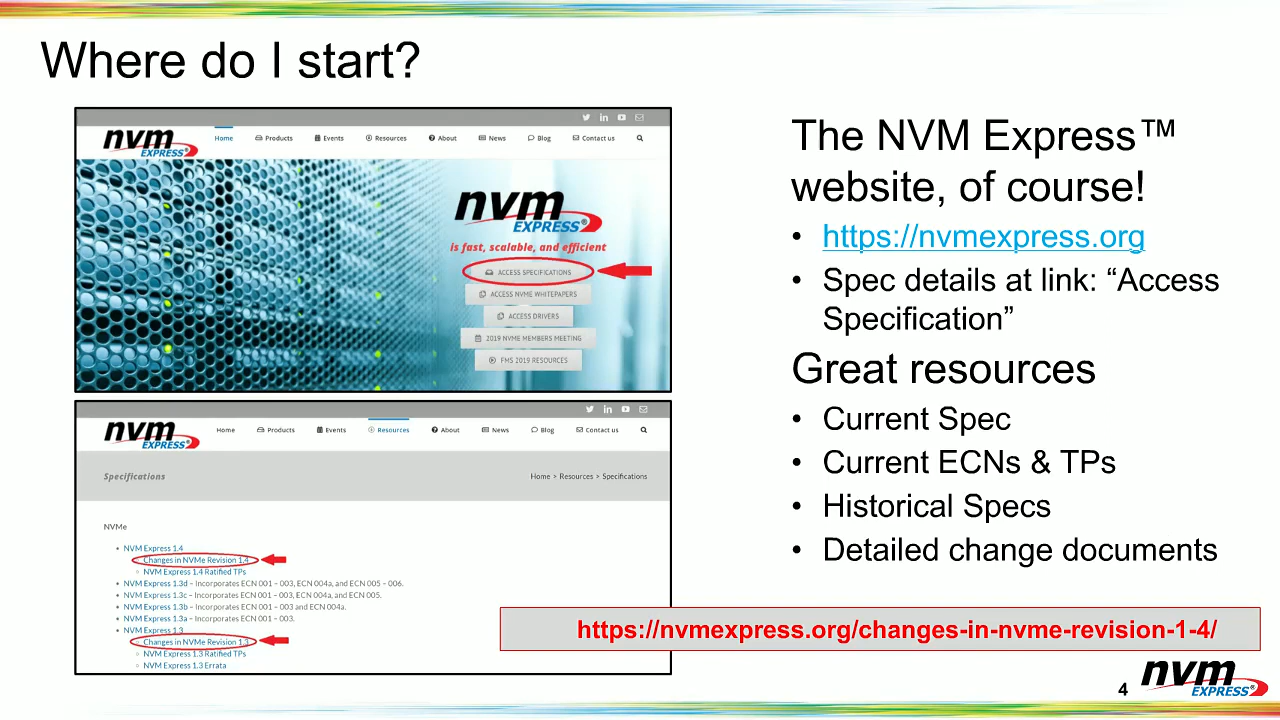 Where do I start?
nvm
EXPRESS®
Home
Products
Events
Resources
About
News
Blog
Contact us
nvm
EXPRESS®
is fast, scalable, and efficient
ACCESS SPECIFICATIONS
ACCESS NVME WHITEPAPERS
ACCESS DRIVERS
2019 NVME MEMBERS MEETING
FMS 2019 RESOURCES
nvm
EXPRESS®
Home
Products
Events
Resources
About
News
Blog
Contact us
Specifications
Home > Resources > Specifications
NVMe
• NVM Express 1.4
Changes in NVMe Revision 1.4
○ NVM Express 1.4 Ratified TPs
• NVM Express 1.3d – Incorporates ECN 001 – 003, ECN 004a, and ECN 005 – 006.
• NVM Express 1.3c – Incorporates ECN 001 – 003, ECN 004a, and ECN 005.
• NVM Express 1.3b – Incorporates ECN 001 – 003 and ECN 004a.
• NVM Express 1.3a – Incorporates ECN 001 – 003.
• NVM Express 1.3
Changes in NVMe Revision 1.3
○ NVM Express 1.3 Ratified TPs
○ NVM Express 1.3 Errata
The NVM Express™
website, of course!
• https://nvmexpress.org
• Spec details at link: “Access
Specification”
Great resources
• Current Spec
• Current ECNs & TPs
• Historical Specs
• Detailed change documents
https://nvmexpress.org/changes-in-nvme-revision-1-4/
4
nvm
EXPRESS®